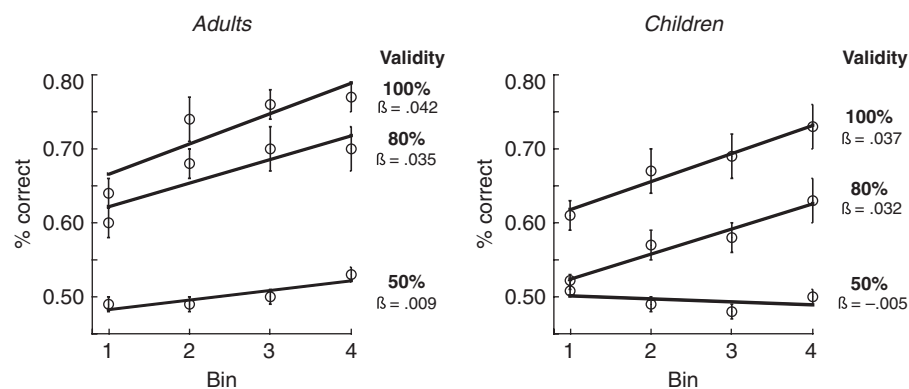 Adults
Validity
0.80
0.70
0.60
0.50
% correct
100%
ß = .042
80%
ß = .035
50%
ß = .009
1 2 3 4
Bin
Children
Validity
0.80
0.70
0.60
0.50
% correct
100%
ß = .037
80%
ß = .032
50%
ß = –.005
1 2 3 4
Bin